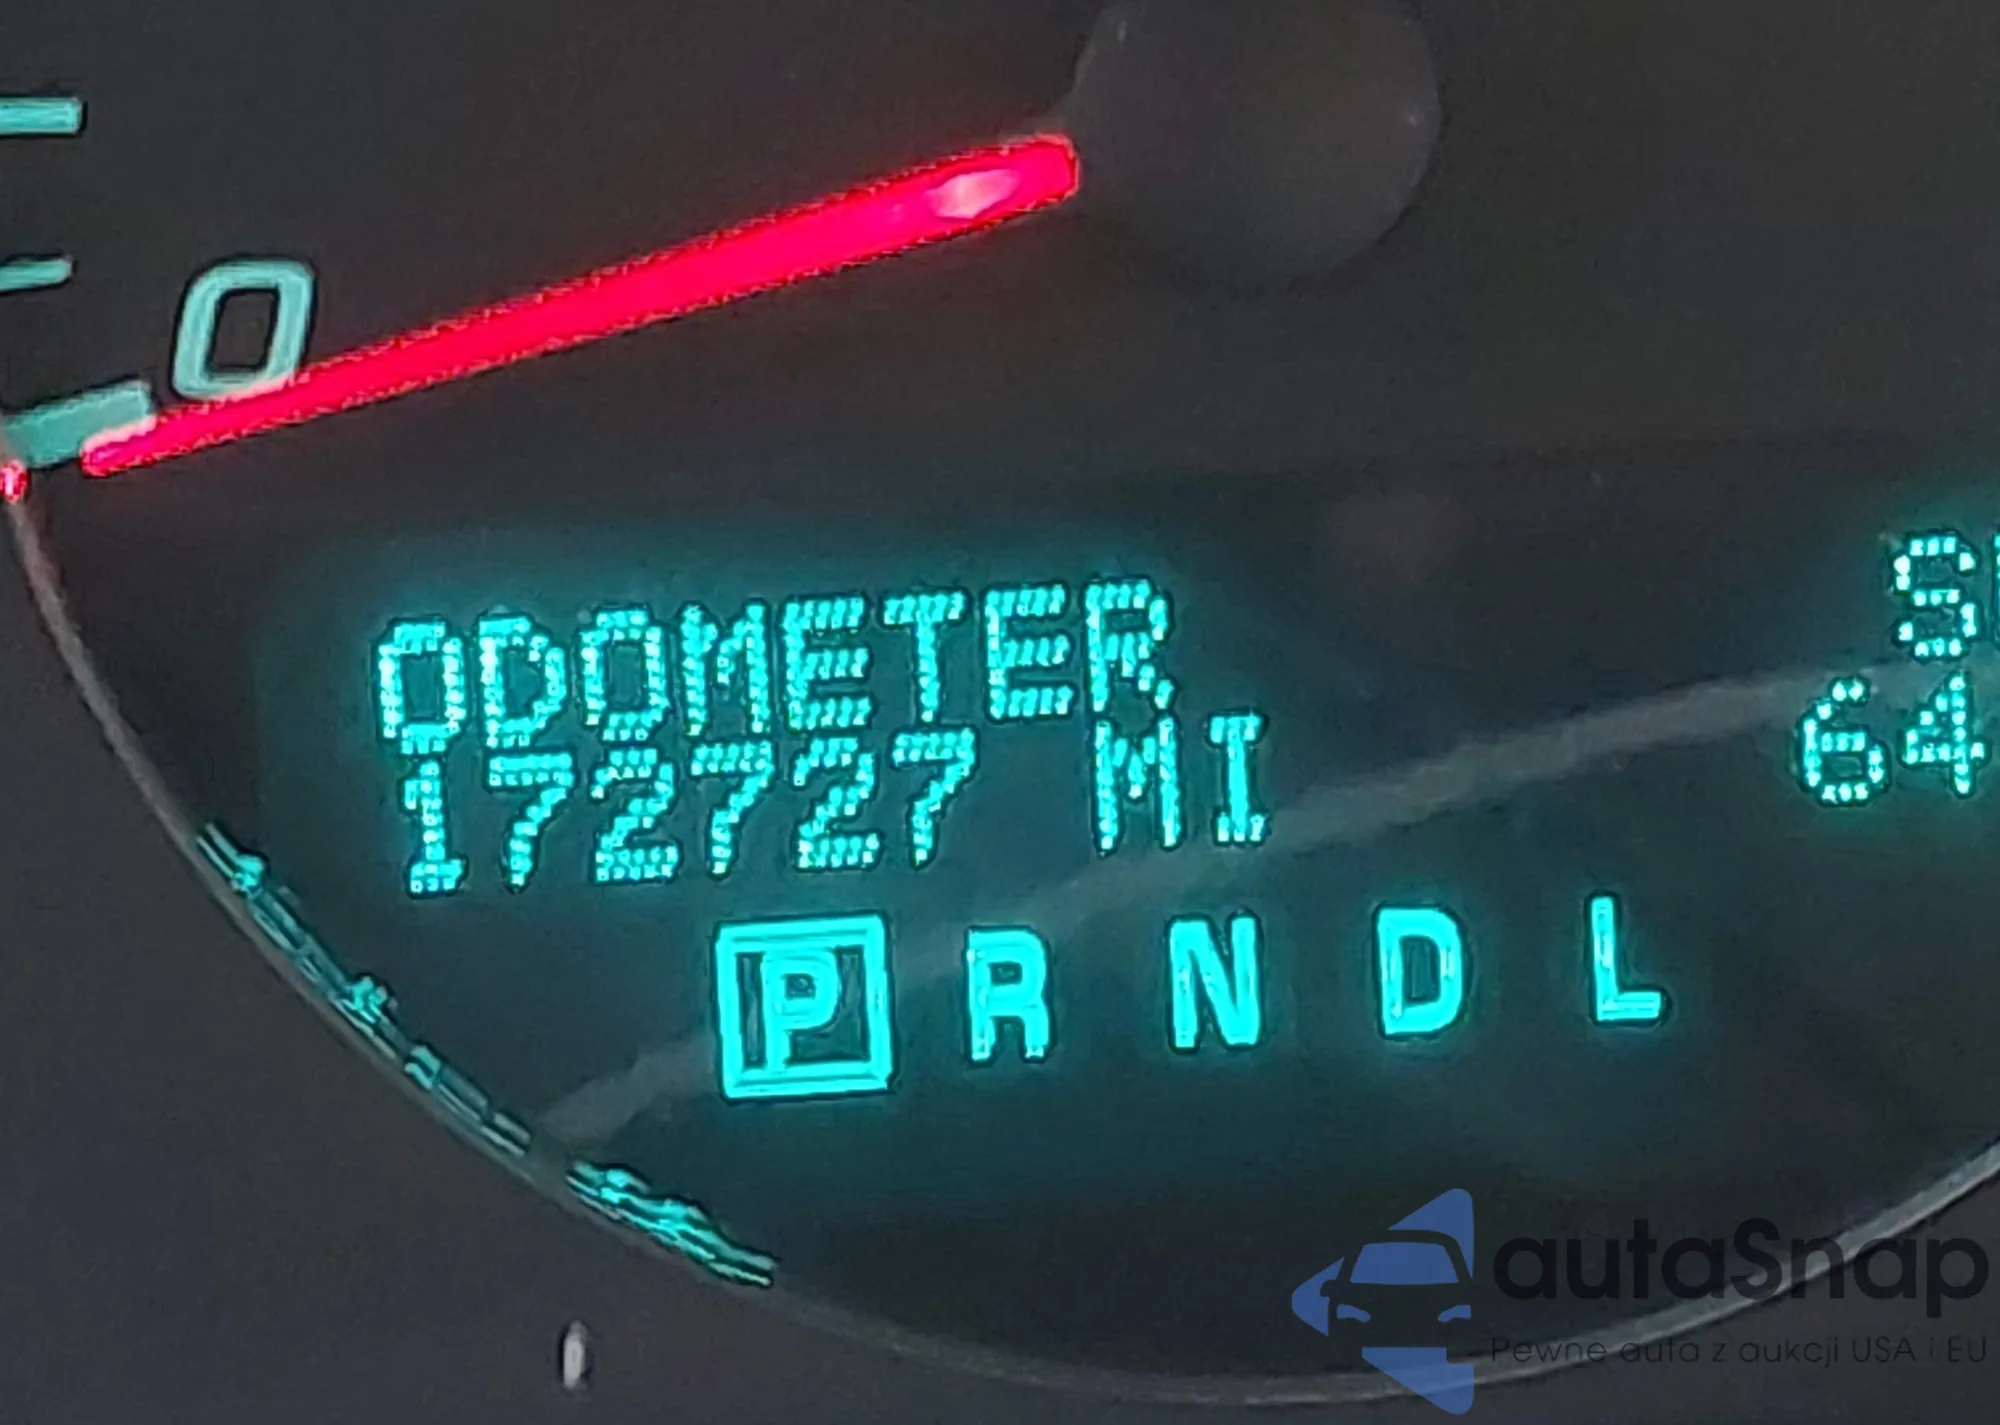 0
ODOMETER
172727 MI
64
P R N D L
autaSnap
Pewne auta z aukcji USA i EU